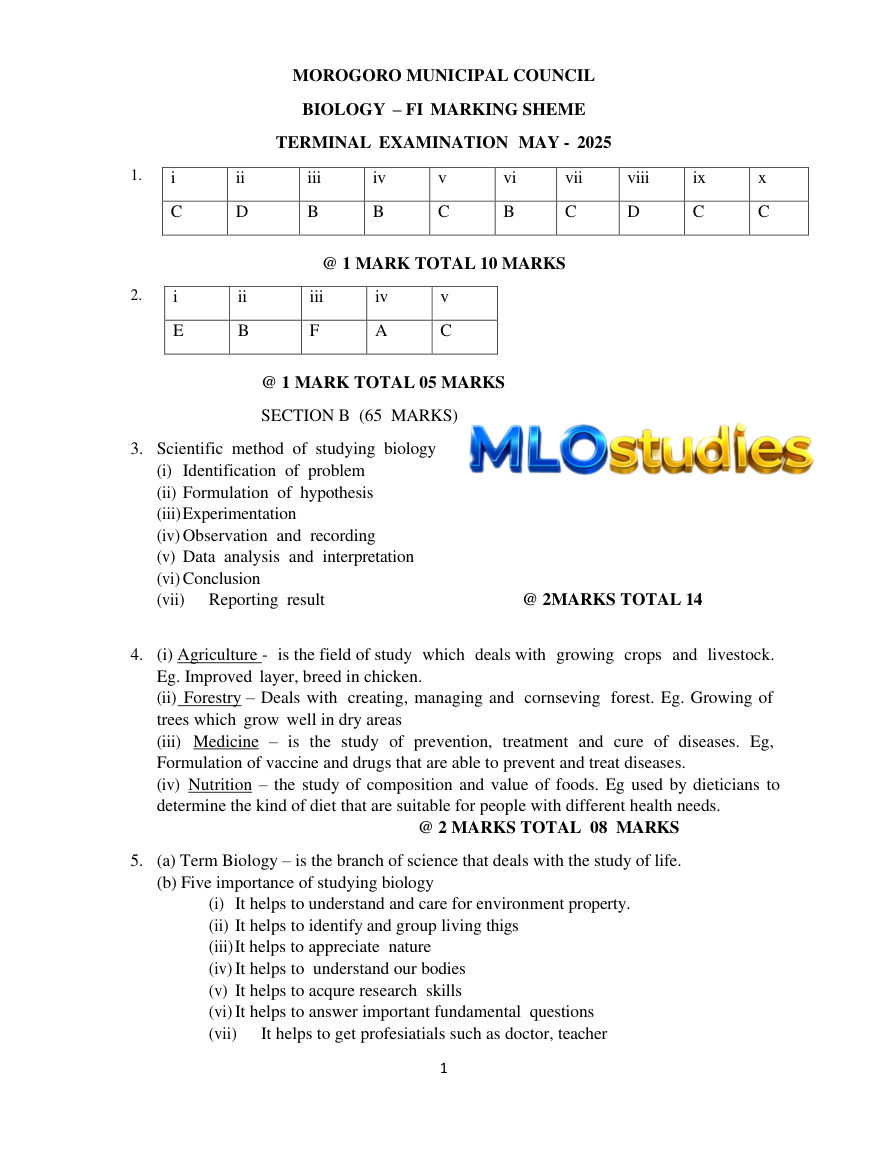 MOROGORO MUNICIPAL COUNCIL
BIOLOGY – FI MARKING SHEME
TERMINAL EXAMINATION MAY - 2025
1. i ii iii iv v vi vii viii ix x
C D B B C B C D C C
@ 1 MARK TOTAL 10 MARKS
2. i ii iii iv v
E B F A C
@ 1 MARK TOTAL 05 MARKS
SECTION B (65 MARKS)
MLOstudies
3. Scientific method of studying biology
(i) Identification of problem
(ii) Formulation of hypothesis
(iii)Experimentation
(iv) Observation and recording
(v) Data analysis and interpretation
(vi) Conclusion
(vii) Reporting result @ 2MARKS TOTAL 14
4. (i) Agriculture - is the field of study which deals with growing crops and livestock.
Eg. Improved layer, breed in chicken.
(ii) Forestry – Deals with creating, managing and cornseving forest. Eg. Growing of
trees which grow well in dry areas
(iii) Medicine – is the study of prevention, treatment and cure of diseases. Eg,
Formulation of vaccine and drugs that are able to prevent and treat diseases.
(iv) Nutrition – the study of composition and value of foods. Eg used by dieticians to
determine the kind of diet that are suitable for people with different health needs.
@ 2 MARKS TOTAL 08 MARKS
5. (a) Term Biology – is the branch of science that deals with the study of life.
(b) Five importance of studying biology
(i) It helps to understand and care for environment property.
(ii) It helps to identify and group living thigs
(iii)It helps to appreciate nature
(iv) It helps to understand our bodies
(v) It helps to acqure research skills
(vi) It helps to answer important fundamental questions
(vii) It helps to get profesiatials such as doctor, teacher
1